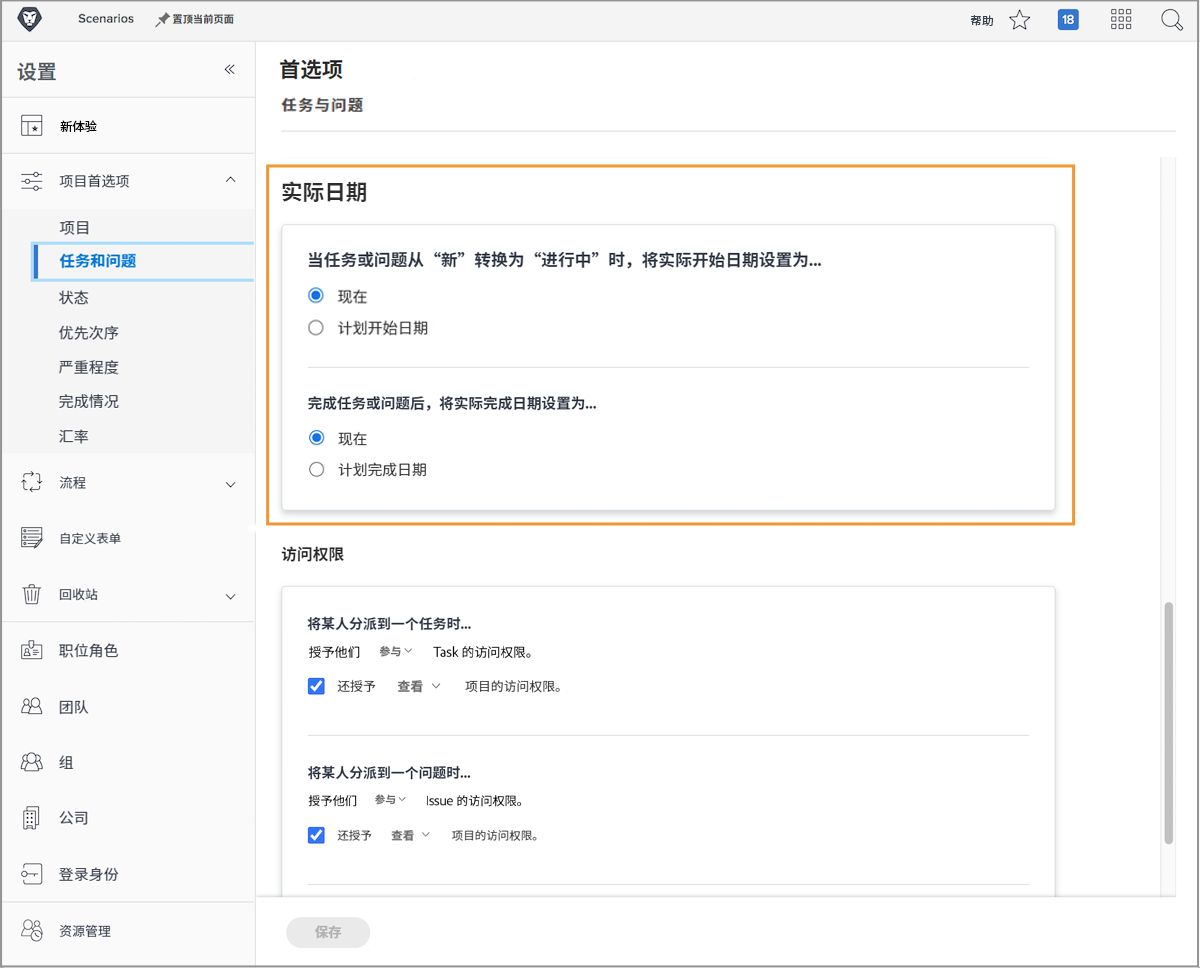 Scenarios
置顶当前页面
帮助
18
设置
新体验
项目首选项
项目
任务和问题
状态
优先次序
严重程度
完成情况
汇率
流程
自定义表单
回收站
职位角色
团队
组
公司
登录身份
资源管理
首选项
任务与问题
实际日期
当任务或问题从“新”转换为“进行中”时，将实际开始日期设置为...
现在
计划开始日期
完成任务或问题后，将实际完成日期设置为...
现在
计划完成日期
访问权限
将某人分派到一个任务时...
授予他们 参与 Task 的访问权限。
还授予 查看 项目的访问权限。
将某人分派到一个问题时...
授予他们 参与 Issue 的访问权限。
还授予 查看 项目的访问权限。
保存